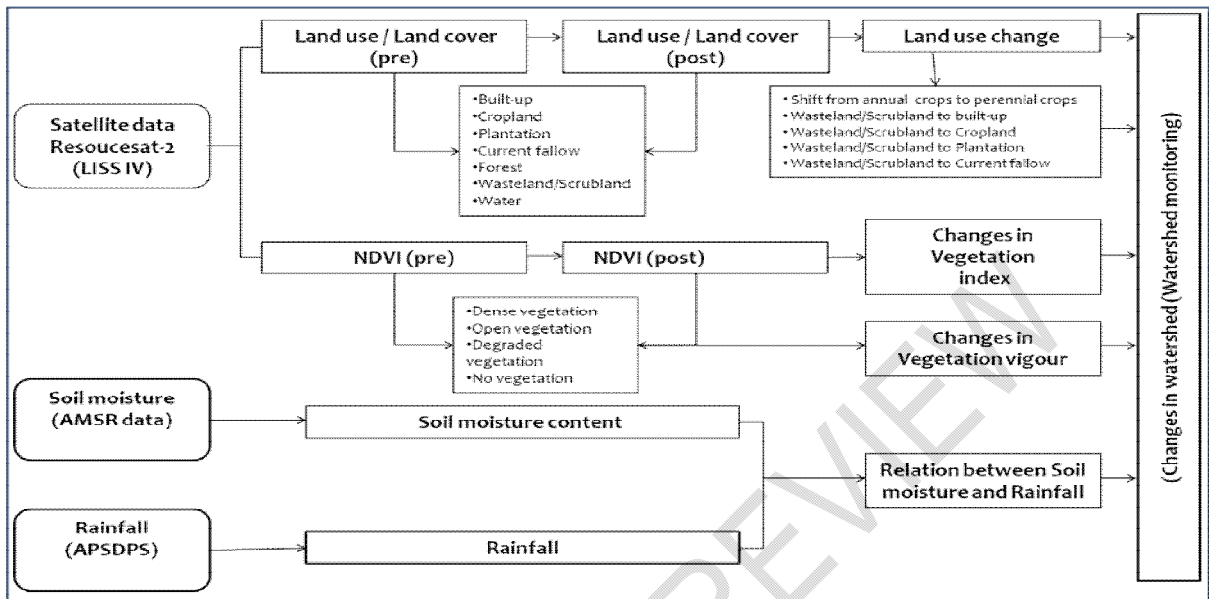 Land use / Land cover
(pre)
Land use / Land cover
(post)
Land use change
•Built-up
•Cropland
•Plantation
•Current fallow
•Forest
•Wasteland/Scrubland
•Water
•Shift from annual crops to perennial crops
•Wasteland/Scrubland to built-up
•Wasteland/Scrubland to Cropland
•Wasteland/Scrubland to Plantation
•Wasteland/Scrubland to Current fallow
Satellite data
Resoucesat-2
(LISS IV)
NDVI (pre)
NDVI (post)
Changes in
Vegetation
index
•Dense vegetation
•Open vegetation
•Degraded
vegetation
•No vegetation
Changes in
Vegetation vigour
Soil moisture
(AMSR data)
Soil moisture content
Relation between Soil
moisture and Rainfall
Rainfall
(APSDPS)
Rainfall
(Changes in watershed (Watershed monitoring)
PREVIEW